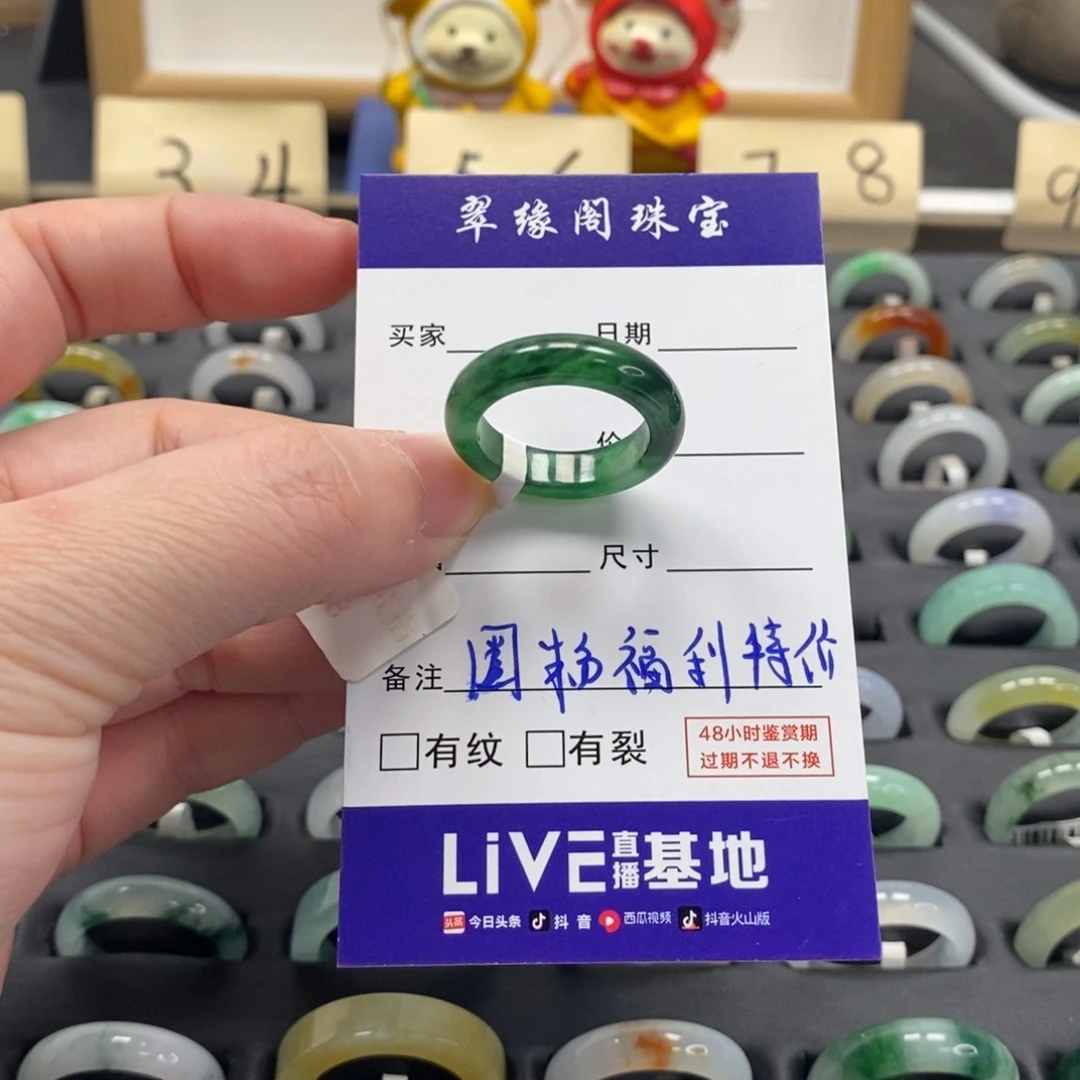 3 4
7 8
9
翠缘阁珠宝
买家 日期
价
尺寸
备注 圈粉福利特价
有纹 有裂
48小时鉴赏期
过期不退不换
LiVE直播基地
头条 今日头条 抖音 西瓜视频 抖音火山版